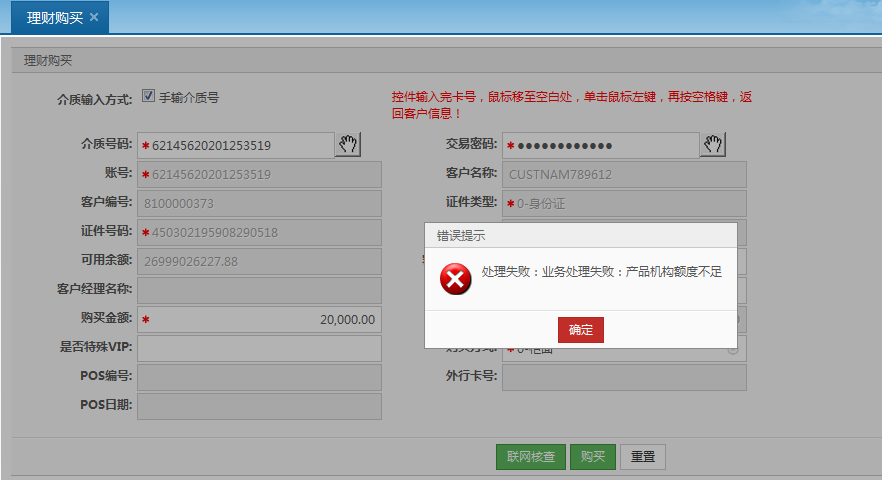 理财购买 ×
理财购买
介质输入方式: 手输介质号
控件输入完卡号，鼠标移至空白处，单击鼠标左键，再按空格键，返
回客户信息！
介质号码: *62145620201253519
交易密码: *●●●●●●●●●●●●
账号: *62145620201253519
客户名称: CUSTNAM789612
客户编号: 8100000373
证件类型: *0-身份证
证件号码: *450302195908290518
错误提示
可用余额: 26999026227.88
处理失败：业务处理失败：产品机构额度不足
客户经理名称:
购买金额: * 20,000.00
确定
是否特殊VIP:
POS编号:
外行卡号:
POS日期:
联网核查 购买 重置